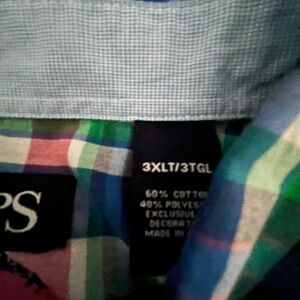 PS
3XLT/3TGL
60% COTTON
40% POLYES
EXCLUSIVE
DECORAT
MADE IN